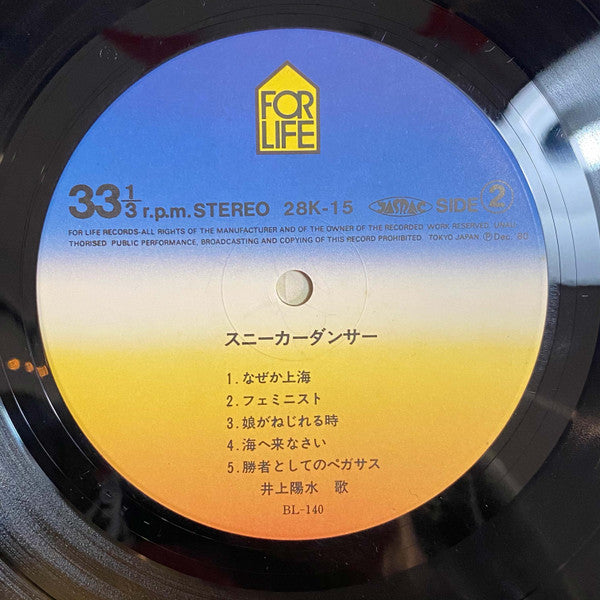 FOR
LIFE
33 1/3 r.p.m. STEREO 28K-15 JASRAC SIDE 2
FOR LIFE RECORDS-ALL RIGHTS OF THE MANUFACTURER AND OF THE OWNER OF THE RECORDED WORK RESERVED. UNAU-
THORISED PUBLIC PERFORMANCE, BROADCASTING AND COPYING OF THIS RECORD PROHIBITED. TOKYO JAPAN. Ⓟ Dec. 80
スニーカーダンサー
1.なぜか上海
2.フェミニスト
3.娘がねじれる時
4.海へ来なさい
5.勝者としてのペガサス
井上陽水 歌
BL-140